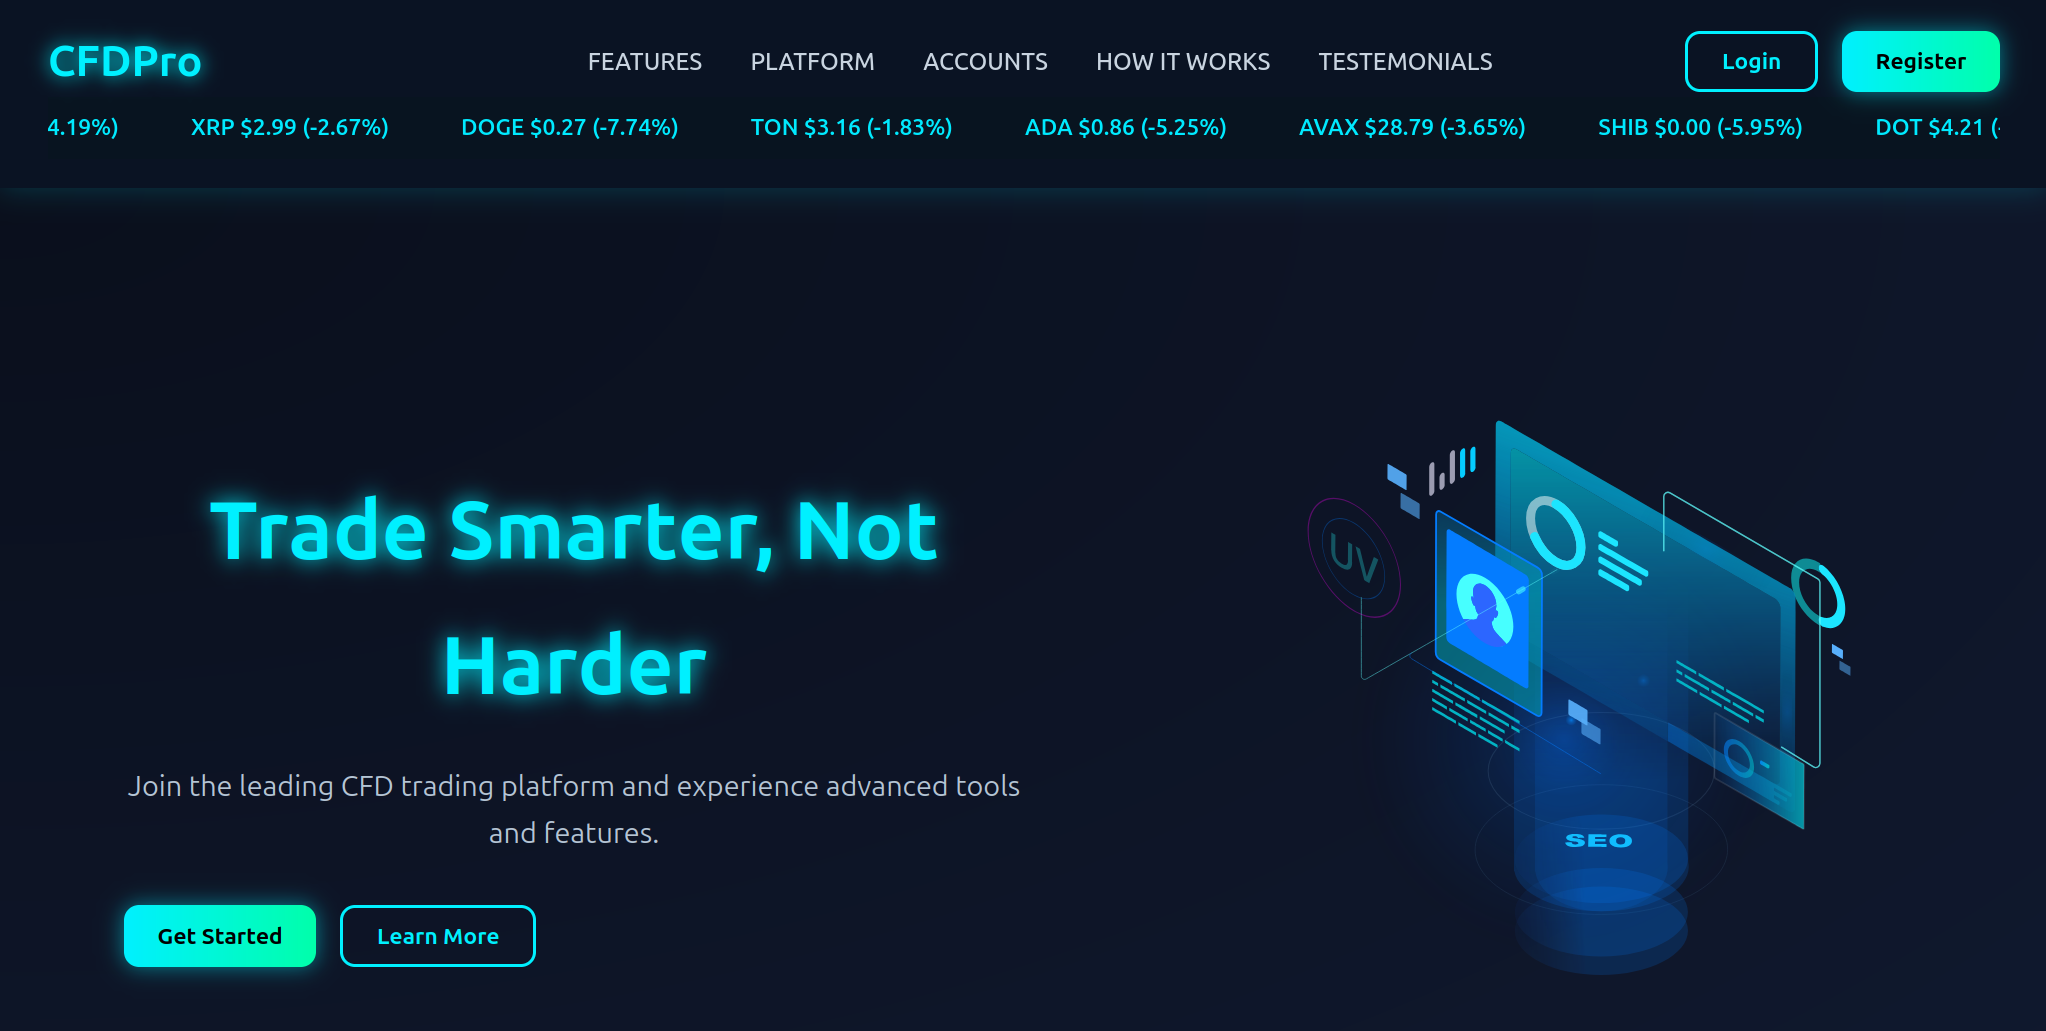 CFDPro
FEATURES
PLATFORM
ACCOUNTS
HOW IT WORKS
TESTIMONIALS
Login
Register
4.19%) XRP $2.99 (-2.67%) DOGE $0.27 (-7.74%) TON $3.16 (-1.83%) ADA $0.86 (-5.25%) AVAX $28.79 (-3.65%) SHIB $0.00 (-5.95%) DOT $4.21 (-
Trade Smarter, Not
Harder
Join the leading CFD trading platform and experience advanced tools
and features.
Get Started
Learn More
UV
SEO